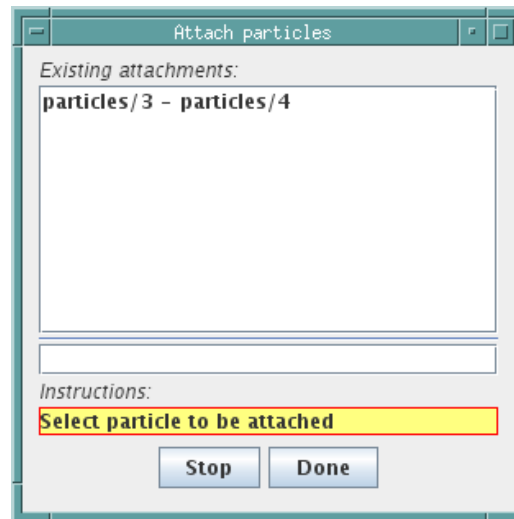 Attach particles
Existing attachments:
particles/3 - particles/4
Instructions:
Select particle to be attached
Stop Done